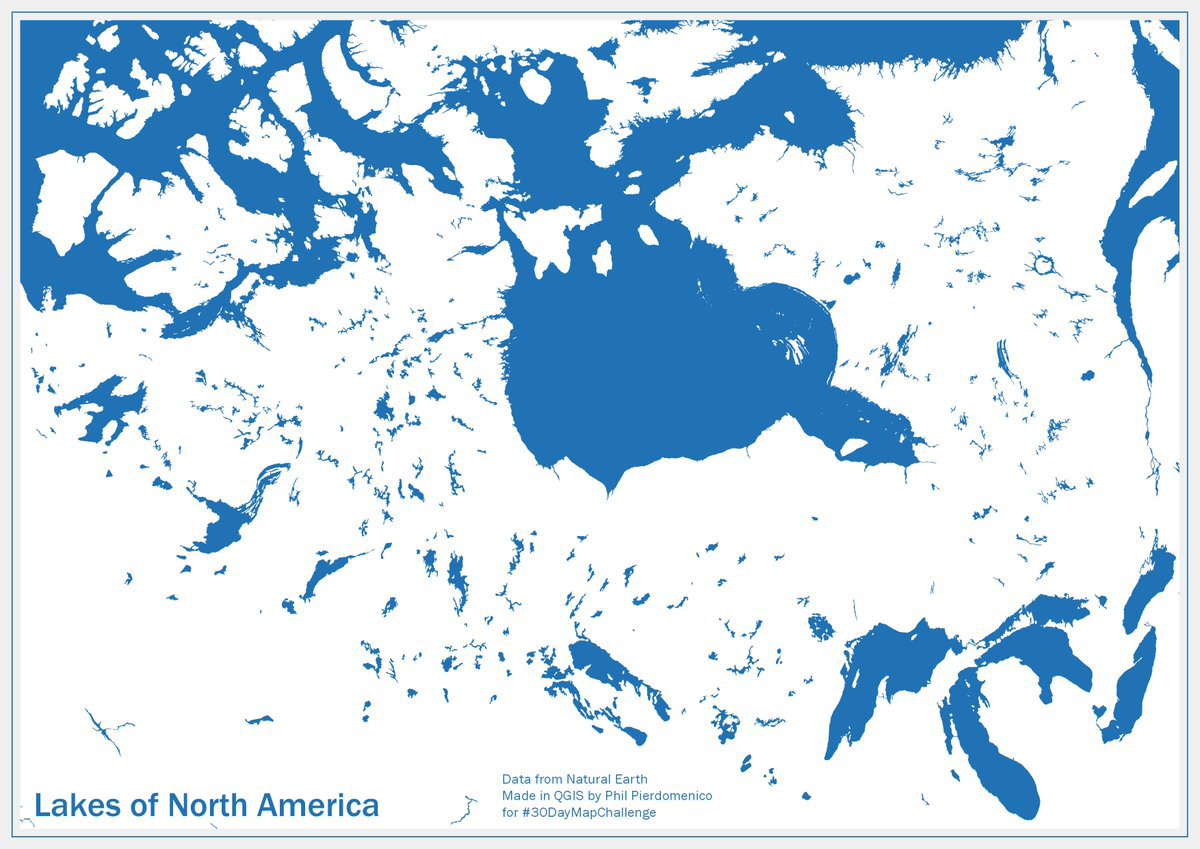 Lakes of North America
Data from Natural Earth
Made in QGIS by Phil Pierdomenico
for #30DayMapChallenge